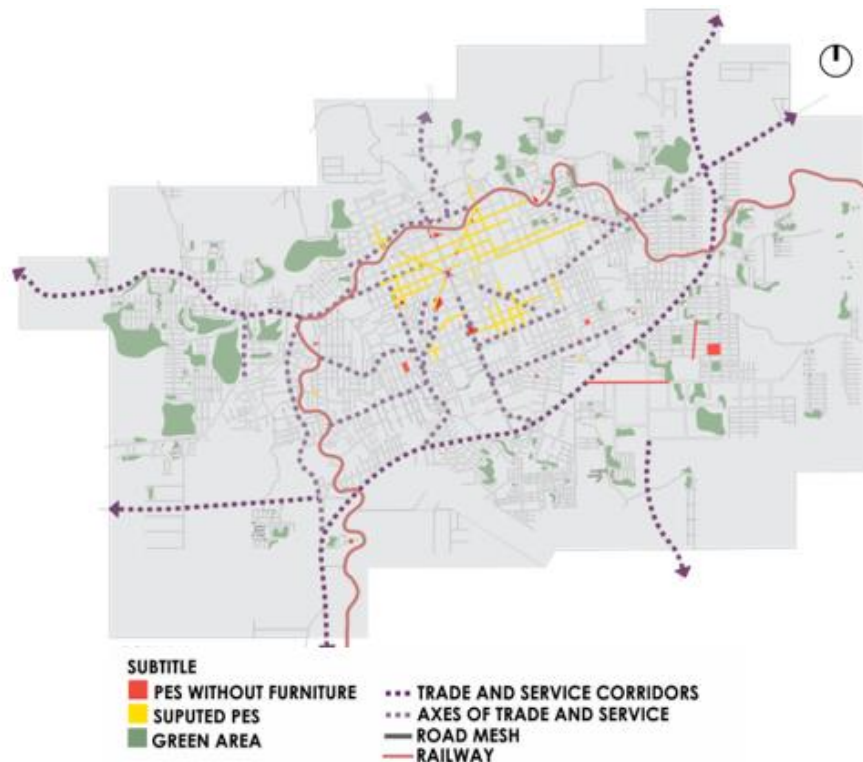 SUBTITLE
PES WITHOUT FURNITURE
SUPUTED PES
GREEN AREA
TRADE AND SERVICE CORRIDORS
AXES OF TRADE AND SERVICE
ROAD MESH
RAILWAY